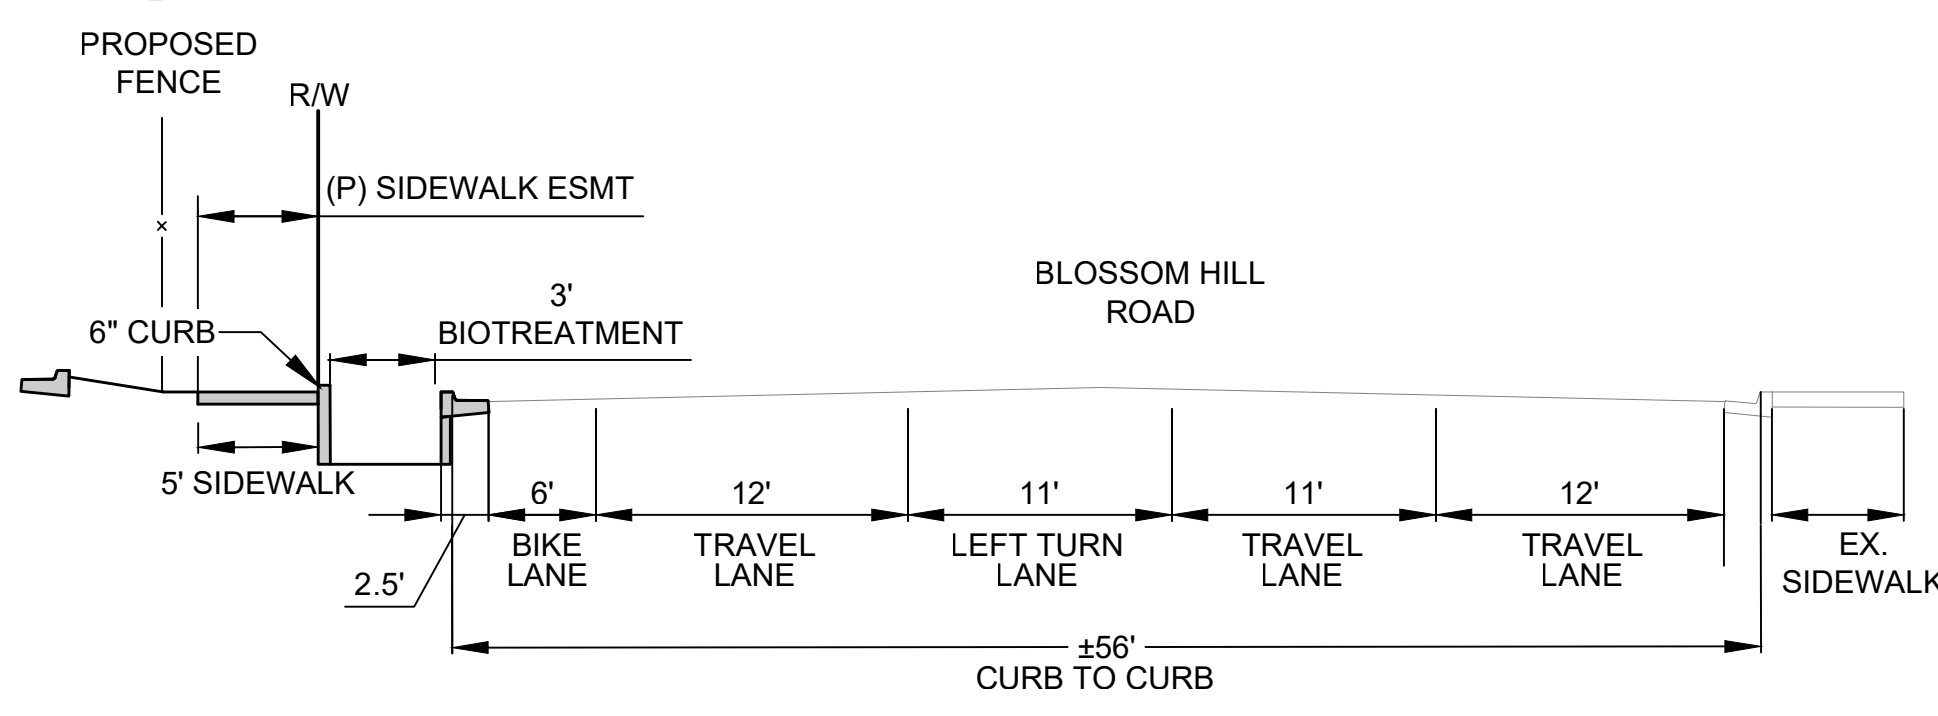 PROPOSED
FENCE
R/W
(P) SIDEWALK ESMT
BLOSSOM HILL
ROAD
3'
BIOTREATMENT
6" CURB
5' SIDEWALK
6'
12'
11'
11'
12'
BIKE
LANE
TRAVEL
LANE
LEFT TURN
LANE
TRAVEL
LANE
TRAVEL
LANE
EX.
SIDEWALK
2.5'
±56'
CURB TO CURB